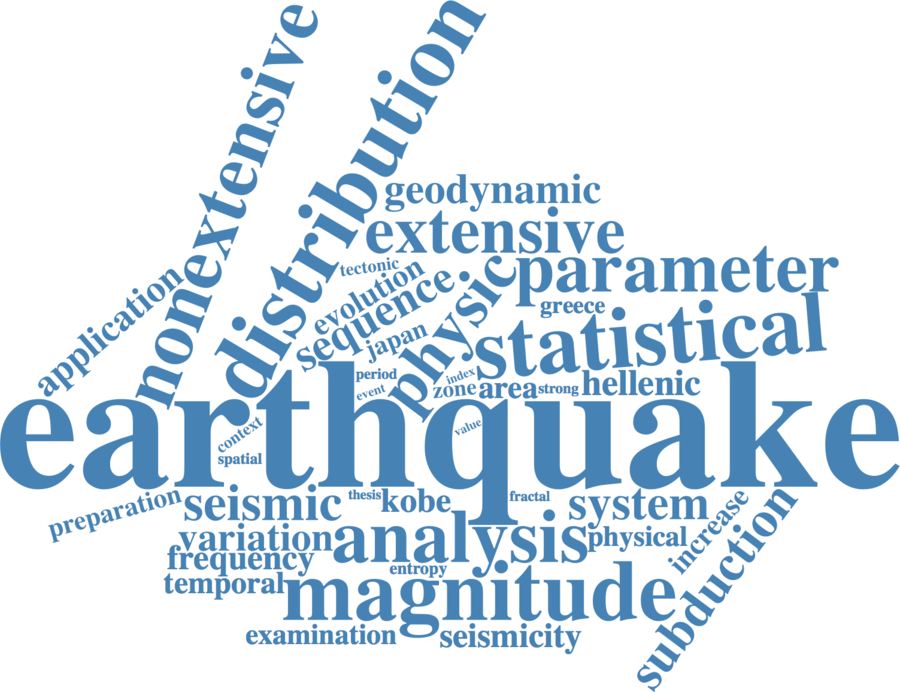 nonextensive
distribution
geodynamic
extensive
parameter
tectonic
evolution
sequence
physic
greece
application
japan
statistical
period
event
index
zone
area
strong
hellenic
earthquake
context
value
spatial
preparation
seismic
thesis
kobe
fractal
system
increase
subduction
variation
analysis
physical
frequency
entropy
temporal
magnitude
examination
seismicity